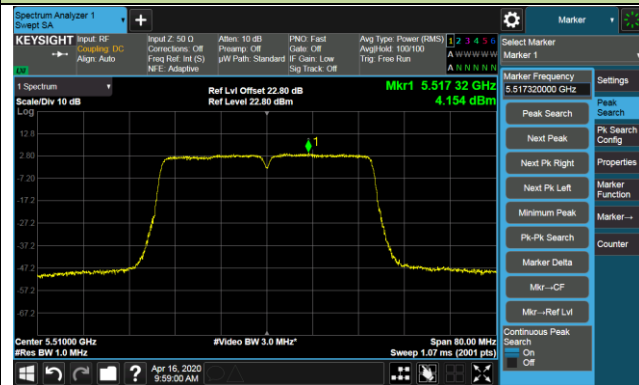 Spectrum Analyzer 1
Swept SA
Marker
KEYSIGHT
Input: RF
Coupling: DC
Align: Auto
Input Z: 50 Ω
Corrections: Off
Freq Ref: Int (S)
NFE: Adaptive
Atten: 10 dB
Preamp: Off
µW Path: Standard
PNO: Fast
Gate: Off
IF Gain: Low
Sig Track: Off
Avg Type: Power (RMS)
Avg|Hold: 100/100
Trig: Free Run
1 2 3 4 5 6
A W W W W W
A N N N N N
Select Marker
Marker 1
1 Spectrum
Scale/Div 10 dB
Ref Lvl Offset 22.80 dB
Ref Level 22.80 dBm
Mkr1 5.517 32 GHz
4.154 dBm
Log
12.8
2.80
-7.20
-17.2
-27.2
-37.2
-47.2
-57.2
-67.2
1
Center 5.51000 GHz
#Res BW 1.0 MHz
#Video BW 3.0 MHz*
Span 80.00 MHz
Sweep 1.07 ms (2001 pts)
Marker Frequency
5.517320000 GHz
Peak Search
Next Peak
Next Pk Right
Next Pk Left
Minimum Peak
Pk-Pk Search
Marker Delta
Mkr→CF
Mkr→Ref Lvl
Continuous Peak
Search
On
Off
Settings
Peak
Search
Pk Search
Config
Properties
Marker
Function
Marker→
Counter
Apr 16, 2020
9:59:00 AM